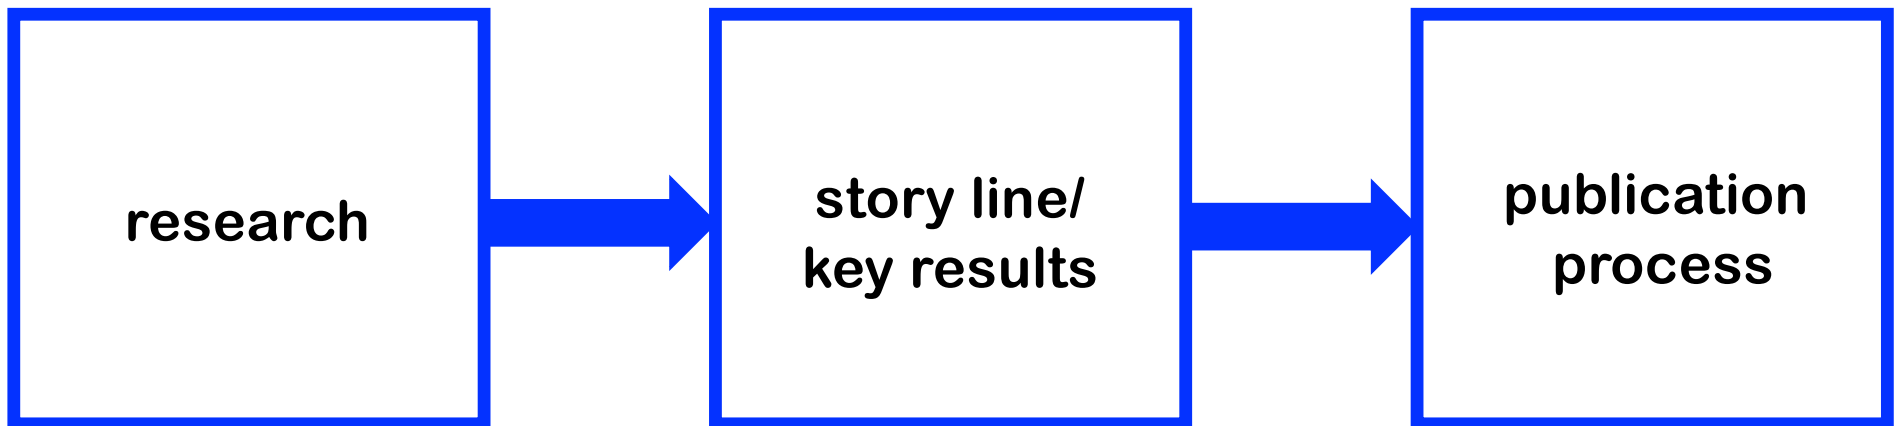 research
story line/
key results
publication
process